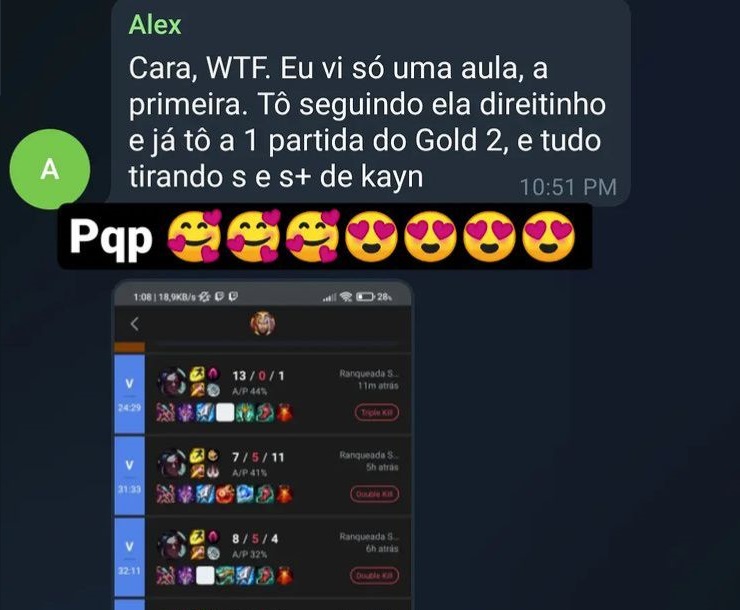 Alex
Cara, WTF. Eu vi só uma aula, a
primeira. Tô seguindo ela direitinho
e já tô a 1 partida do Gold 2, e tudo
tirando s e s+ de kayn
10:51 PM
A
Pqp 🥰🥰🥰😍😍😍😍
1:08 | 18,9KB/s
28%
V
24:29
13 / 0 / 1
A/P 44%
Ranqueada S...
11m atrás
Triple Kill
V
31:33
7 / 5 / 11
A/P 41%
Ranqueada S...
5h atrás
Double Kill
V
32:11
8 / 5 / 4
A/P 32%
Ranqueada S...
6h atrás
Double Kill